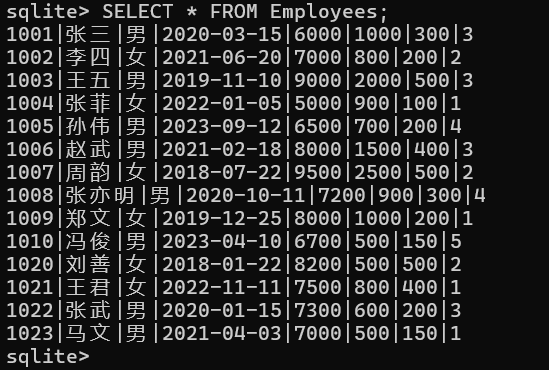 sqlite> SELECT * FROM Employees;
1001|张三|男|2020-03-15|6000|1000|300|3
1002|李四|女|2021-06-20|7000|800|200|2
1003|王五|男|2019-11-10|9000|2000|500|3
1004|张菲|女|2022-01-05|5000|900|100|1
1005|孙伟|男|2023-09-12|6500|700|200|4
1006|赵武|男|2021-02-18|8000|1500|400|3
1007|周韵|女|2018-07-22|9500|2500|500|2
1008|张亦明|男|2020-10-11|7200|900|300|4
1009|郑文|女|2019-12-25|8000|1000|200|1
1010|冯俊|男|2023-04-10|6700|500|150|5
1020|刘善|女|2018-01-22|8200|500|500|2
1021|王君|女|2022-11-11|7500|800|400|1
1022|张武|男|2020-01-15|7300|600|200|3
1023|马文|男|2021-04-03|7000|500|150|1
sqlite>